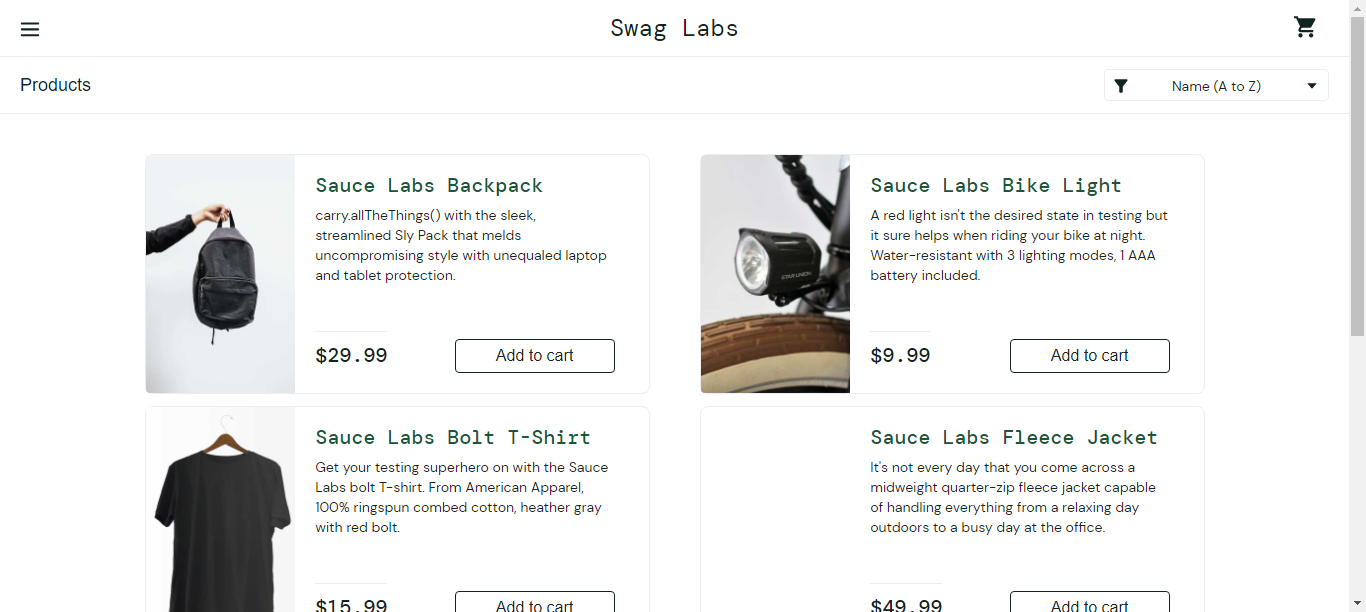 Swag Labs
Products
Name (A to Z)
Sauce Labs Backpack
carry.allTheThings() with the sleek,
streamlined Sly Pack that melds
uncompromising style with unequaled laptop
and tablet protection.
$29.99
Add to cart
Sauce Labs Bike Light
A red light isn't the desired state in testing but
it sure helps when riding your bike at night.
Water-resistant with 3 lighting modes, 1 AAA
battery included.
$9.99
Add to cart
STAR UNION
Sauce Labs Bolt T-Shirt
Get your testing superhero on with the Sauce
Labs bolt T-shirt. From American Apparel,
100% ringspun combed cotton, heather gray
with red bolt.
$15.99
Add to cart
Sauce Labs Fleece Jacket
It's not every day that you come across a
midweight quarter-zip fleece jacket capable
of handling everything from a relaxing day
outdoors to a busy day at the office.
$49.99
Add to cart